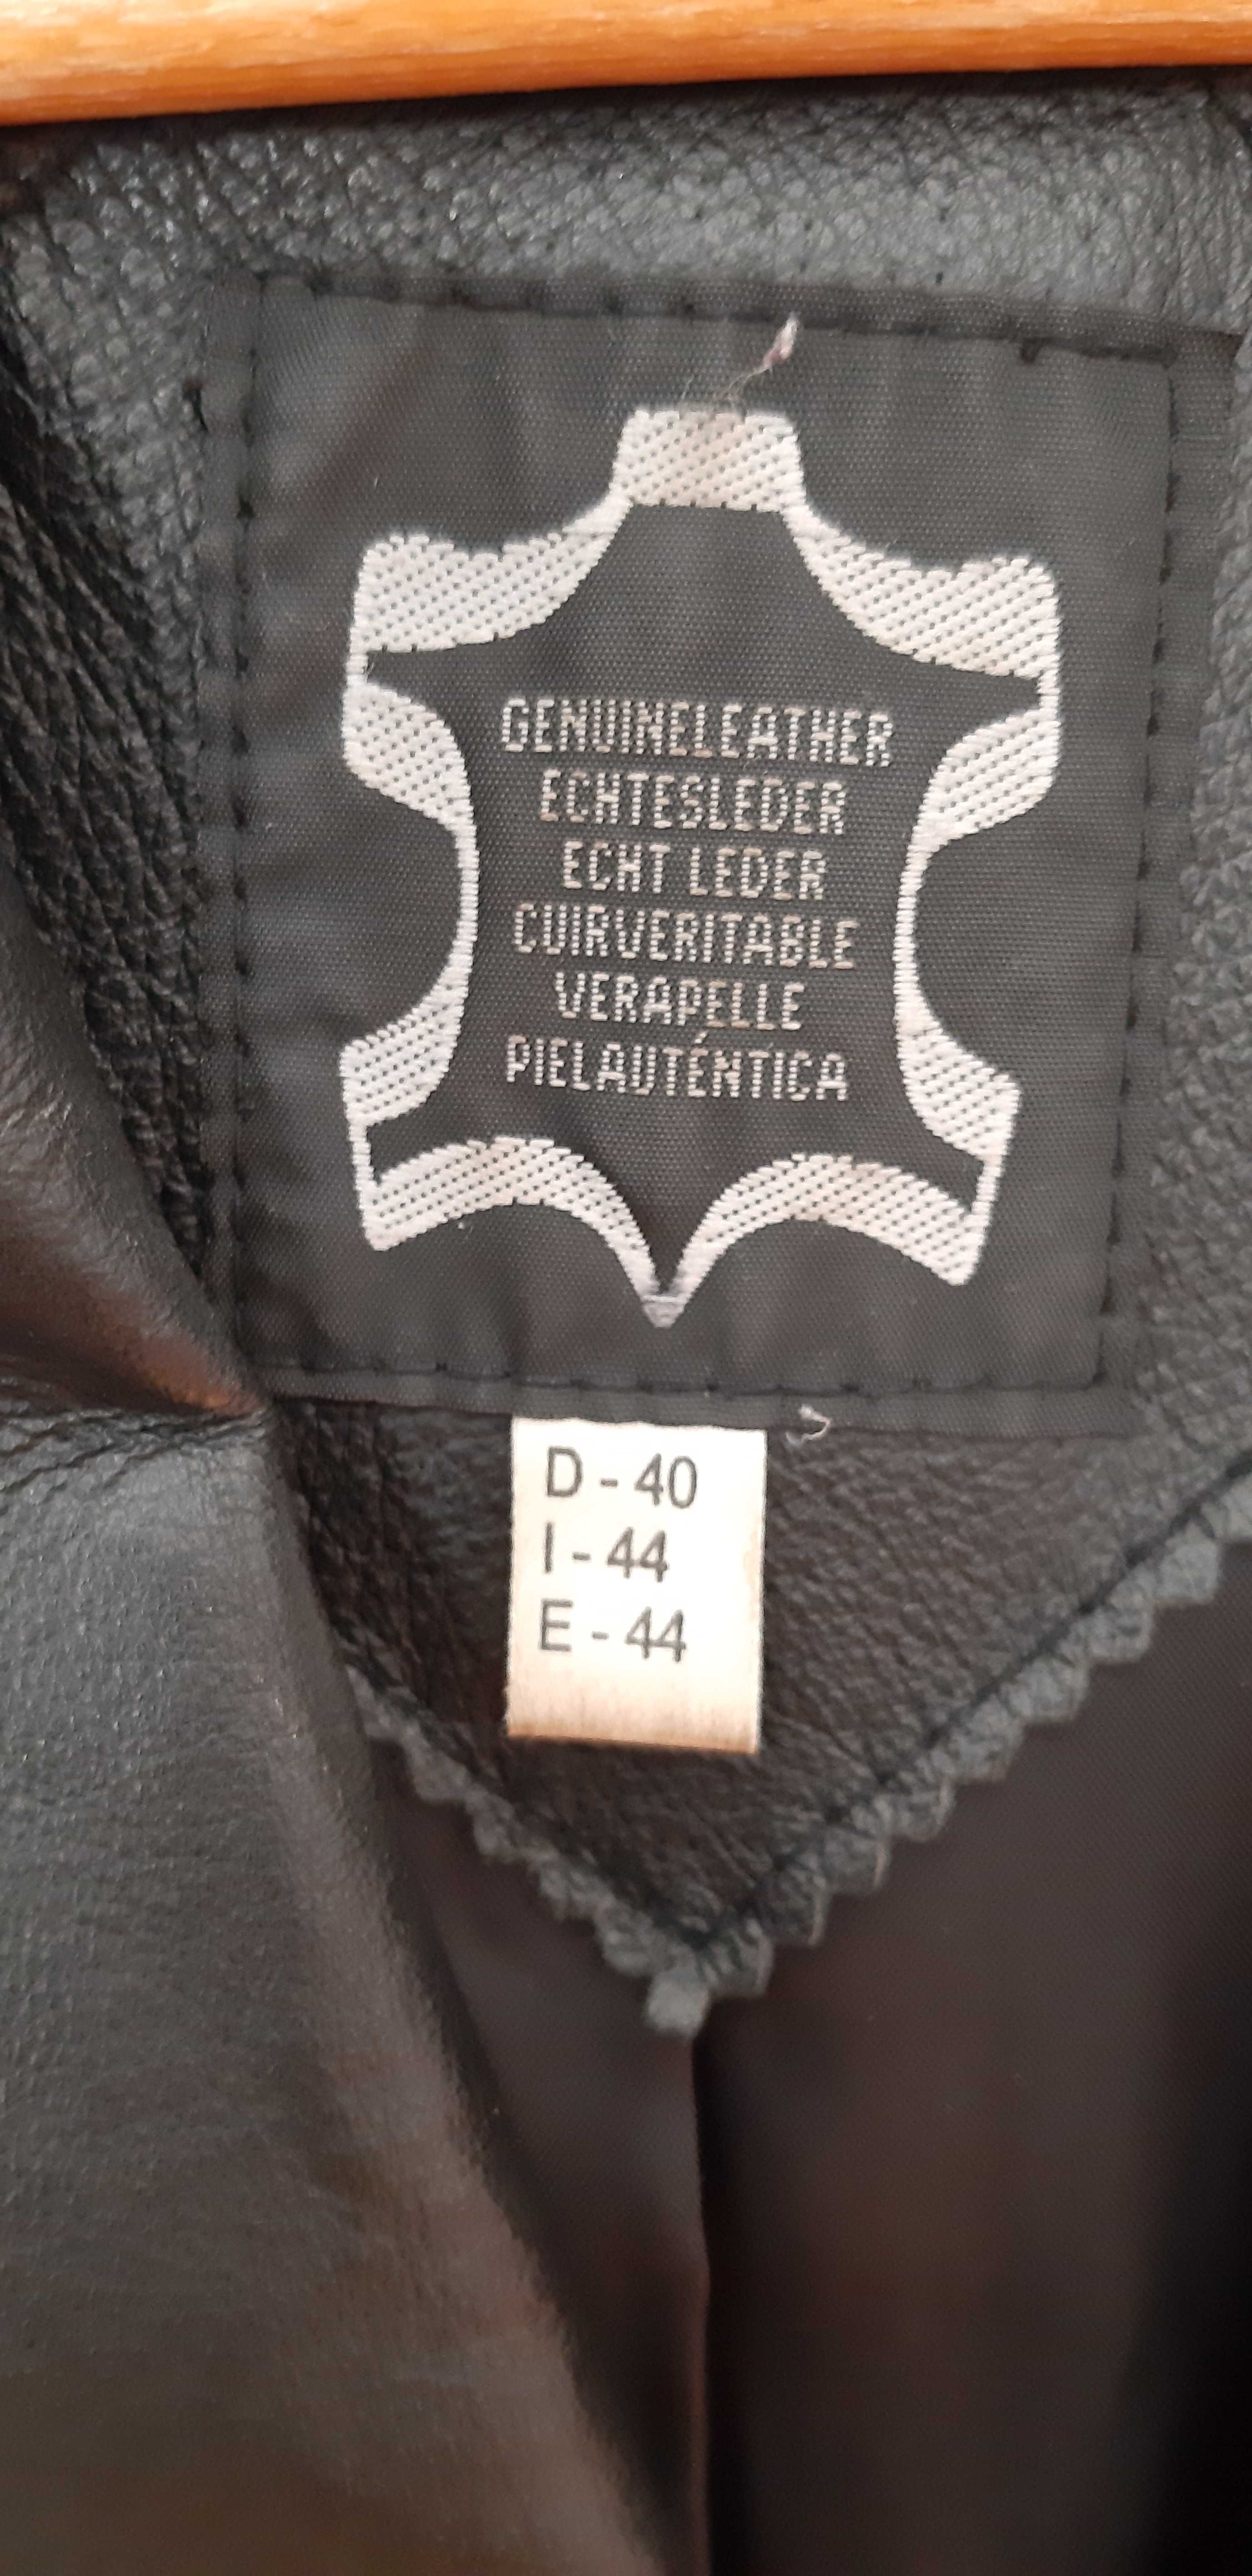 GENUINELEATHER
ECHTESLEDER
ECHT LEDER
CUIRVERITABLE
VERAPELLE
PIELAUTÉNTICA
D - 40
I - 44
E - 44